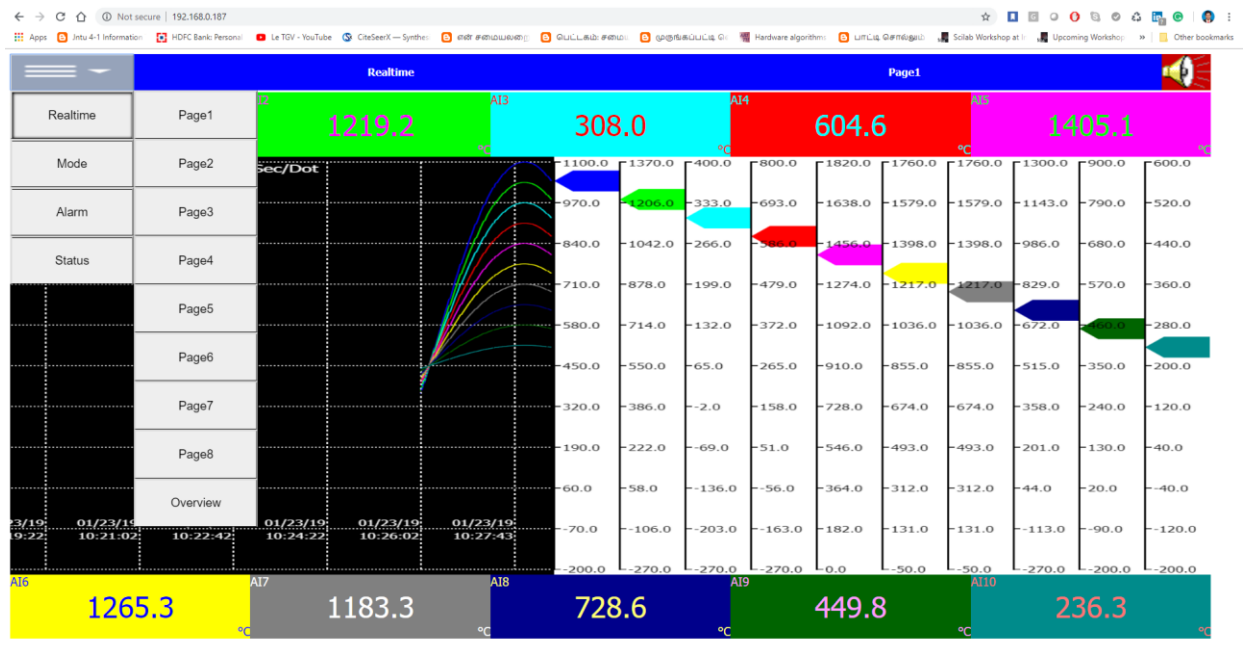 Not secure | 192.168.0.187
Apps Jntu 4-1 Information HDFC Bank: Personal Le TGV - YouTube CiteSeerX — Synthes என் சமையலறை பெட்டகம்: சமை முருங்கப்பட்டி Hardware algorithms பாட்டி சொல்லும் Scilab Workshop at I Upcoming Workshop » Other bookmarks
Realtime Page1
AI3 AI4 AI5
1219.2 308.0 604.6 1405.1
°C °C °C °C
Realtime
Mode
Alarm
Status
Page1
Page2
Page3
Page4
Page5
Page6
Page7
Page8
Overview
Sec/Dot
1100.0 1370.0 400.0 800.0 1820.0 1760.0 1760.0 1300.0 900.0 600.0
970.0 1206.0 333.0 693.0 1638.0 1579.0 1579.0 1143.0 790.0 520.0
840.0 1042.0 266.0 586.0 1456.0 1398.0 1398.0 986.0 680.0 440.0
710.0 878.0 199.0 479.0 1274.0 1217.0 1217.0 829.0 570.0 360.0
580.0 714.0 132.0 372.0 1092.0 1036.0 1036.0 672.0 460.0 280.0
450.0 550.0 65.0 265.0 910.0 855.0 855.0 515.0 350.0 200.0
320.0 386.0 -2.0 158.0 728.0 674.0 674.0 358.0 240.0 120.0
190.0 222.0 -69.0 51.0 546.0 493.0 493.0 201.0 130.0 40.0
60.0 58.0 -136.0 -56.0 364.0 312.0 312.0 44.0 20.0 -40.0
-70.0 -106.0 -203.0 -163.0 182.0 131.0 131.0 -113.0 -90.0 -120.0
-200.0 -270.0 -270.0 -270.0 0.0 -50.0 -50.0 -270.0 -200.0 -200.0
3/19 01/23/19 01/23/19 01/23/19 01/23/19
19:22 10:21:02 10:22:42 10:24:22 10:26:02 10:27:43
AI6 AI7 AI8 AI9 AI10
1265.3 1183.3 728.6 449.8 236.3
°C °C °C °C °C